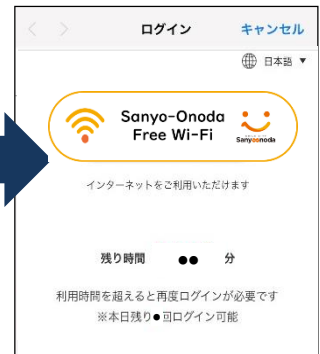 ログイン
キャンセル
日本語 ▼
Sanyo-Onoda
Free Wi-Fi
Sanyoonoda
インターネットをご利用いただけます
残り時間 ●● 分
利用時間を超えると再度ログインが必要です
※本日残り●回ログイン可能